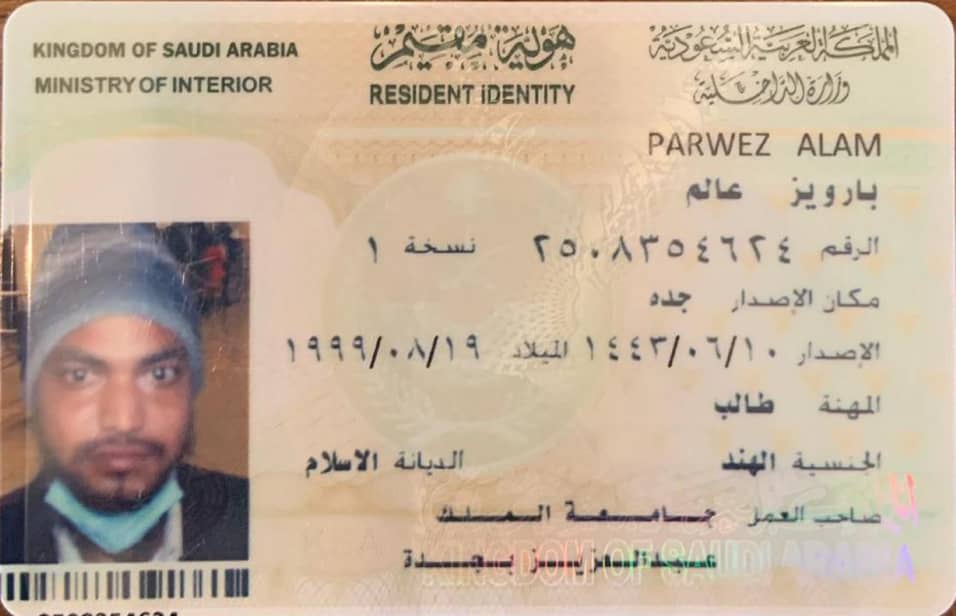 KINGDOM OF SAUDI ARABIA
MINISTRY OF INTERIOR
هوية مقيم
RESIDENT IDENTITY
المملكة العربية السعودية
وزارة الداخلية
PARWEZ ALAM
بارويز عالم
الرقم ٢٥٠٨٣٥٤٦٢٤ نسخة ١
مكان الإصدار جده
الإصدار ١٤٤٣/٠٦/١٠ الميلاد ١٩٩٩/٠٨/١٩
المهنة طالب
الجنسية الهند الديانة الاسلام
صاحب العمل جامعة الملك
عبدالعزيز بجدة
KINGDOM OF SAUDI ARABIA